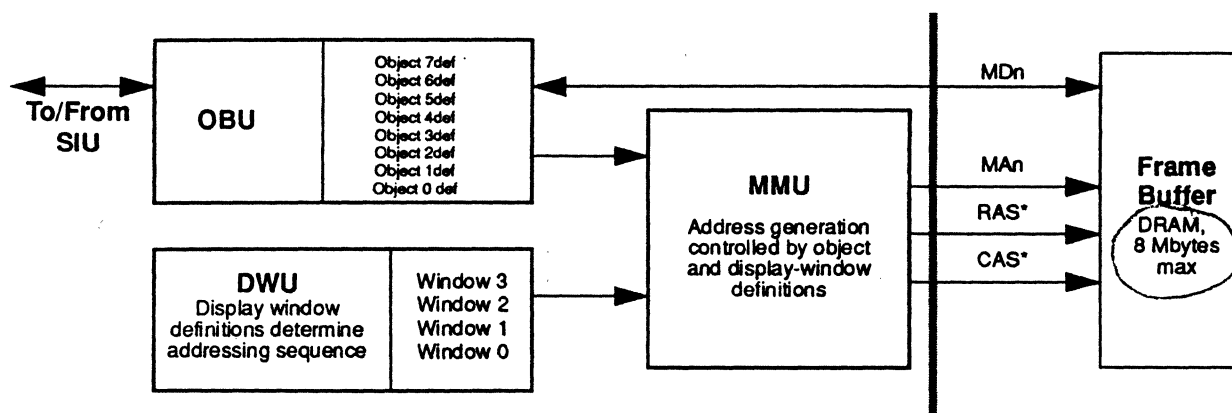 To/From
SIU
OBU
Object 7def
Object 6def
Object 5def
Object 4def
Object 3def
Object 2def
Object 1def
Object 0 def
DWU
Display window
definitions determine
addressing sequence
Window 3
Window 2
Window 1
Window 0
MMU
Address generation
controlled by object
and display-window
definitions
MDn
MAn
RAS*
CAS*
Frame
Buffer
DRAM,
8 Mbytes
max